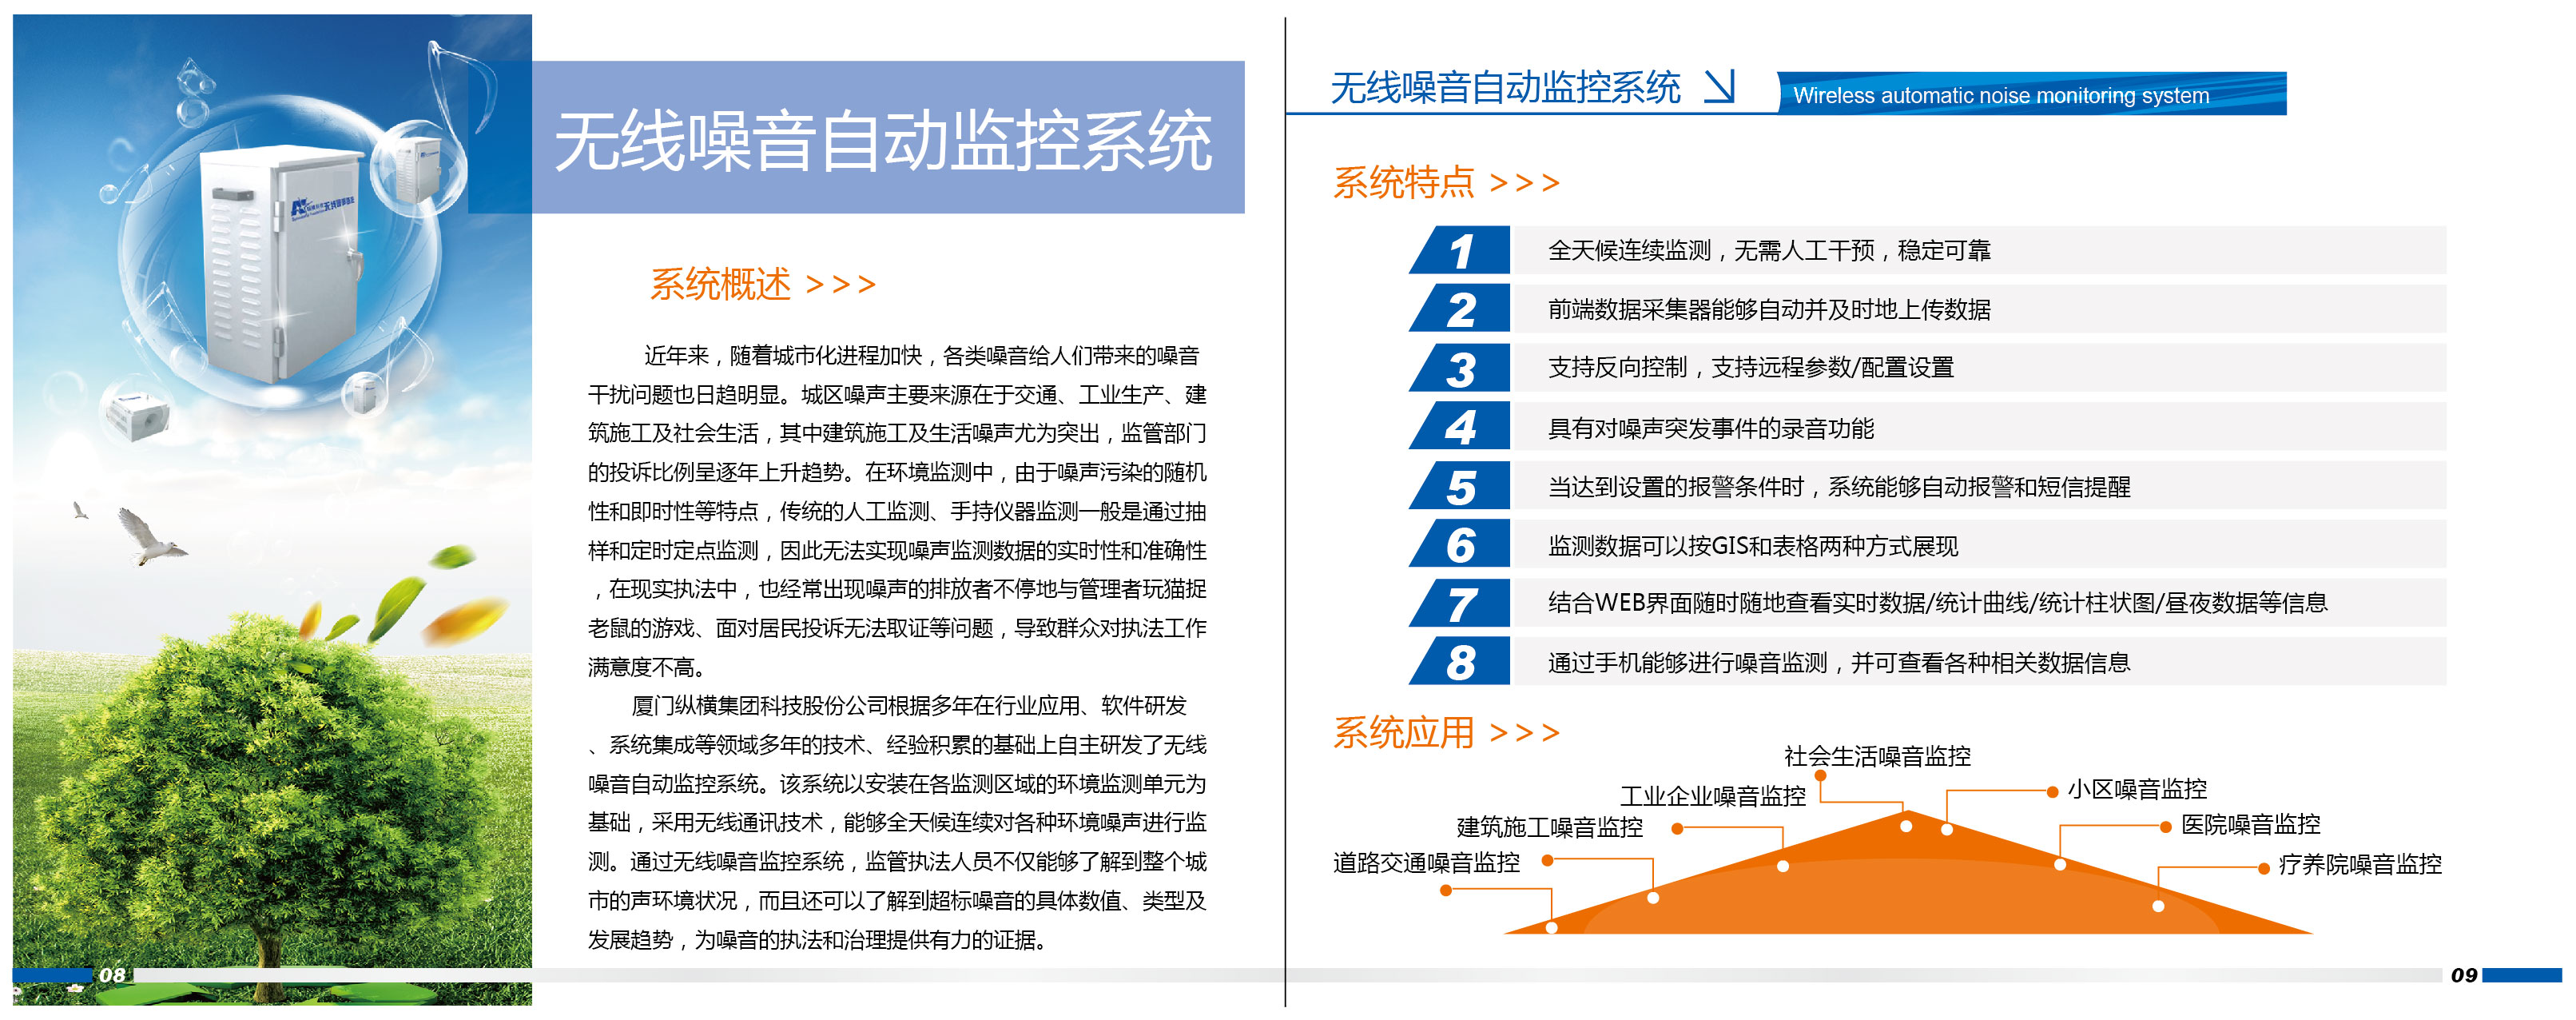 无线噪音自动监控系统
系统概述 >>>
近年来，随着城市化进程加快，各类噪音给人们带来的噪音
干扰问题也日趋明显。城区噪声主要来源在于交通、工业生产、建
筑施工及社会生活，其中建筑施工及生活噪声尤为突出，监管部门
的投诉比例呈逐年上升趋势。在环境监测中，由于噪声污染的随机
性和即时性等特点，传统的人工监测、手持仪器监测一般是通过抽
样和定时定点监测，因此无法实现噪声监测数据的实时性和准确性
，在现实执法中，也经常出现噪声的排放者不停地与管理者玩猫捉
老鼠的游戏、面对居民投诉无法取证等问题，导致群众对执法工作
满意度不高。
厦门纵横集团科技股份公司根据多年在行业应用、软件研发
、系统集成等领域多年的技术、经验积累的基础上自主研发了无线
噪音自动监控系统。该系统以安装在各监测区域的环境监测单元为
基础，采用无线通讯技术，能够全天候连续对各种环境噪声进行监
测。通过无线噪音监控系统，监管执法人员不仅能够了解到整个城
市的声环境状况，而且还可以了解到超标噪音的具体数值、类型及
发展趋势，为噪音的执法和治理提供有力的证据。
08
无线噪音自动监控系统
Wireless automatic noise monitoring system
系统特点 >>>
1 全天候连续监测，无需人工干预，稳定可靠
2 前端数据采集器能够自动并及时地上传数据
3 支持反向控制，支持远程参数/配置设置
4 具有对噪声突发事件的录音功能
5 当达到设置的报警条件时，系统能够自动报警和短信提醒
6 监测数据可以按GIS和表格两种方式展现
7 结合WEB界面随时随地查看实时数据/统计曲线/统计柱状图/昼夜数据等信息
8 通过手机能够进行噪音监测，并可查看各种相关数据信息
系统应用 >>>
社会生活噪音监控
工业企业噪音监控
建筑施工噪音监控
道路交通噪音监控
小区噪音监控
医院噪音监控
疗养院噪音监控
09